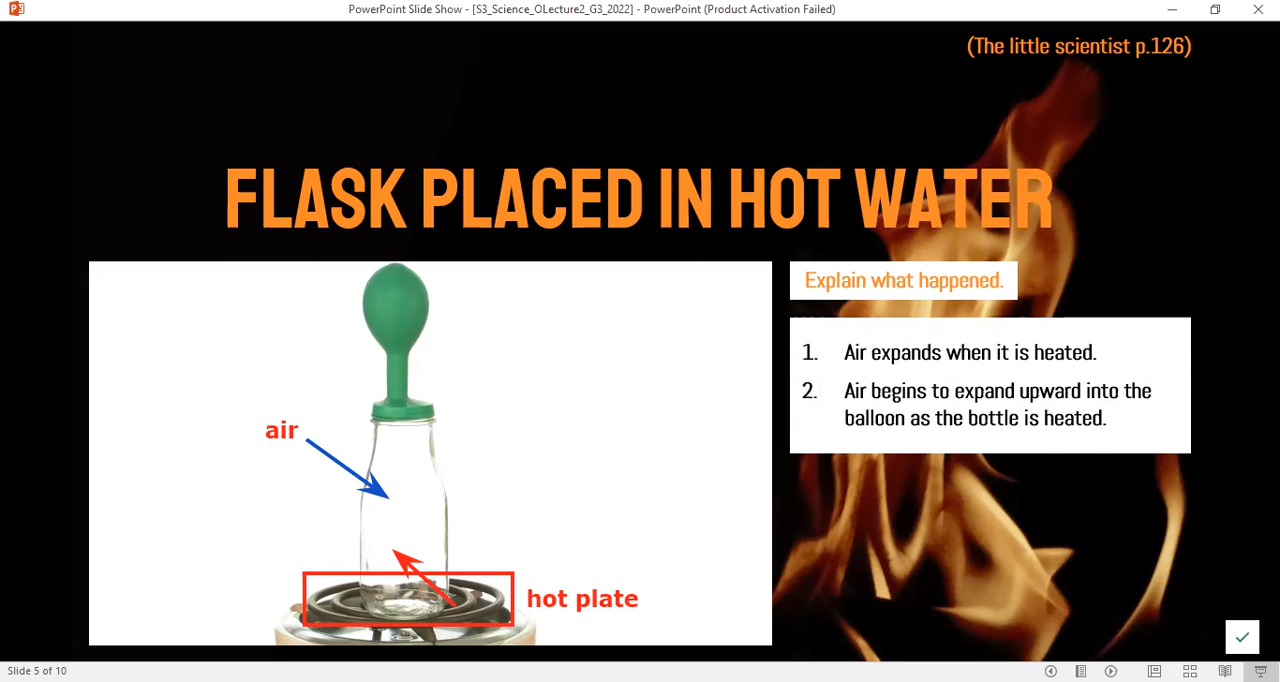 PowerPoint Slide Show - [S3_Science_OLecture2_G3_2022] - PowerPoint (Product Activation Failed)
(The little scientist p.126)
FLASK PLACED IN HOT WATER
Explain what happened.
1. Air expands when it is heated.
2. Air begins to expand upward into the
balloon as the bottle is heated.
air
hot plate
Slide 5 of 10